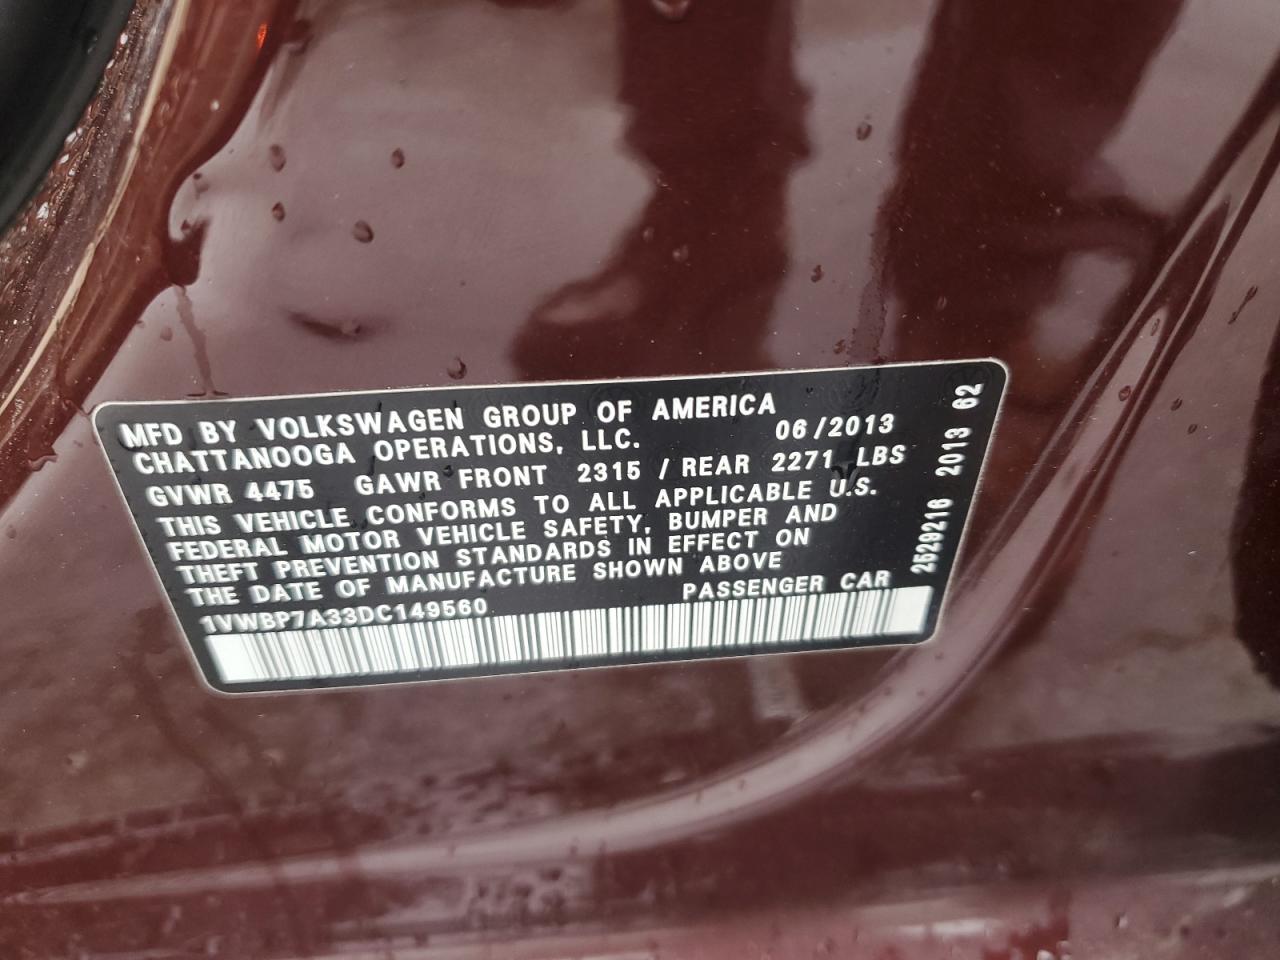 MFD BY VOLKSWAGEN GROUP OF AMERICA
CHATTANOOGA OPERATIONS, LLC. 06/2013
GVWR 4475 GAWR FRONT 2315 / REAR 2271 LBS
THIS VEHICLE CONFORMS TO ALL APPLICABLE U.S.
FEDERAL MOTOR VEHICLE SAFETY, BUMPER AND
THEFT PREVENTION STANDARDS IN EFFECT ON
THE DATE OF MANUFACTURE SHOWN ABOVE
PASSENGER CAR
1VWBP7A33DC149560
2529216 2013 62